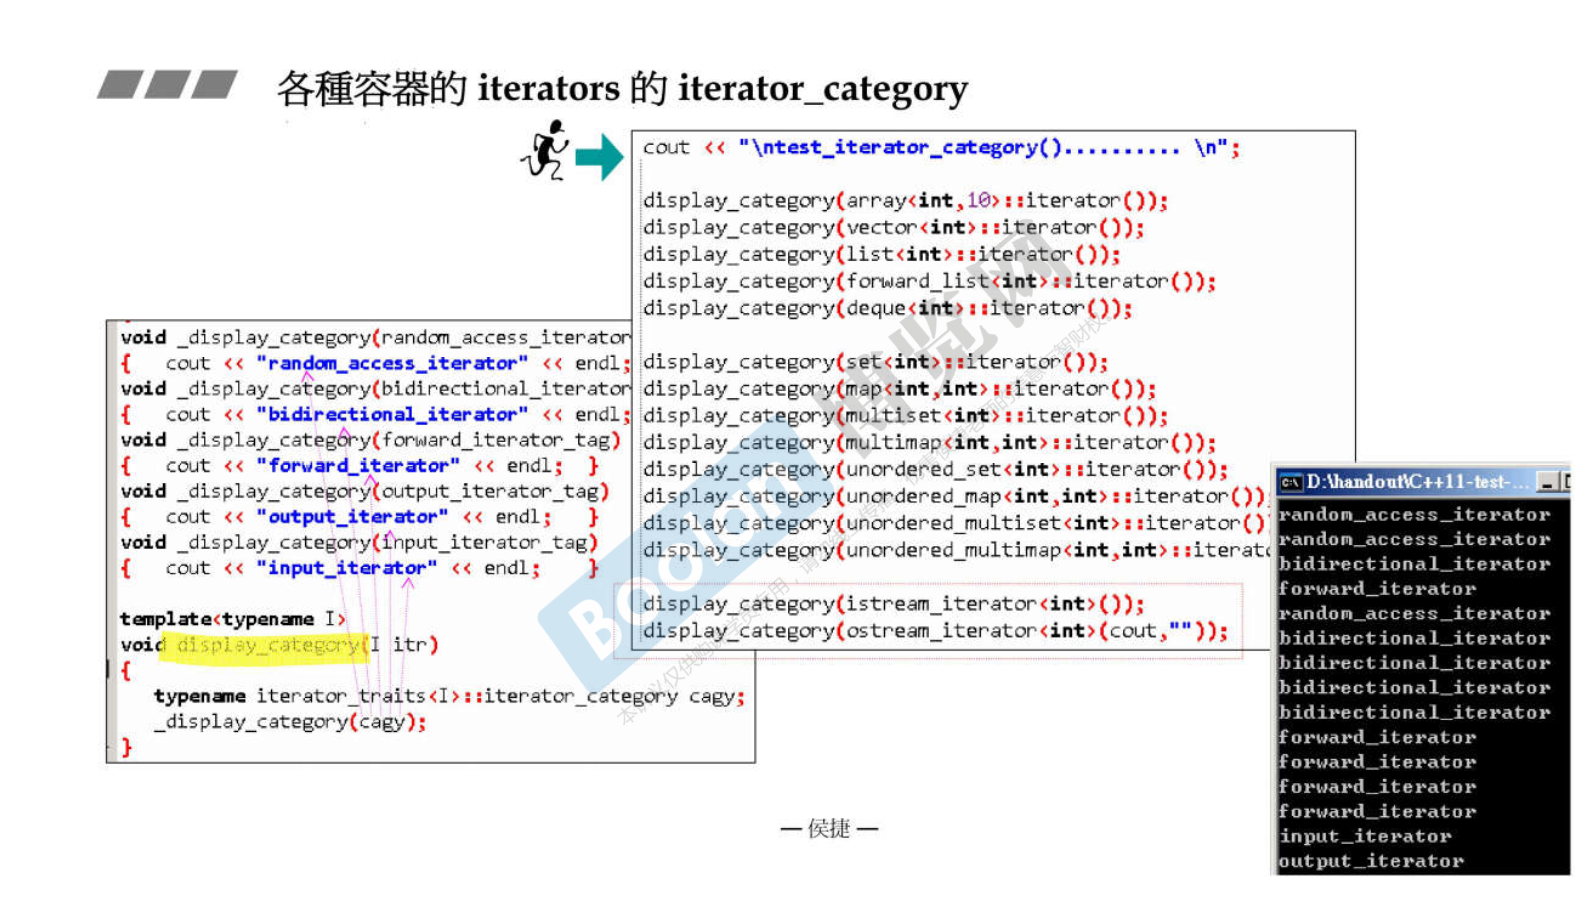 各種容器的 iterators 的 iterator_category
cout << "\ntest_iterator_category().......... \n";
display_category(array<int,10>::iterator());
display_category(vector<int>::iterator());
display_category(list<int>::iterator());
display_category(forward_list<int>::iterator());
display_category(deque<int>::iterator());
display_category(set<int>::iterator());
display_category(map<int,int>::iterator());
display_category(multiset<int>::iterator());
display_category(multimap<int,int>::iterator());
display_category(unordered_set<int>::iterator());
display_category(unordered_map<int,int>::iterator());
display_category(unordered_multiset<int>::iterator()
display_category(unordered_multimap<int,int>::iterato
display_category(istream_iterator<int>());
display_category(ostream_iterator<int>(cout,""));
void _display_category(random_access_iterator
{ cout << "random_access_iterator" << endl;
void _display_category(bidirectional_iterator
{ cout << "bidirectional_iterator" << endl;
void _display_category(forward_iterator_tag)
{ cout << "forward_iterator" << endl; }
void _display_category(output_iterator_tag)
{ cout << "output_iterator" << endl; }
void _display_category(input_iterator_tag)
{ cout << "input_iterator" << endl; }
template<typename I>
void display_category(I itr)
{
typename iterator_traits<I>::iterator_category cagy;
_display_category(cagy);
}
D:\handout\C++11-test-...
random_access_iterator
random_access_iterator
bidirectional_iterator
forward_iterator
random_access_iterator
bidirectional_iterator
bidirectional_iterator
bidirectional_iterator
bidirectional_iterator
forward_iterator
forward_iterator
forward_iterator
forward_iterator
input_iterator
output_iterator
Boolan 博览网
— 侯捷 —